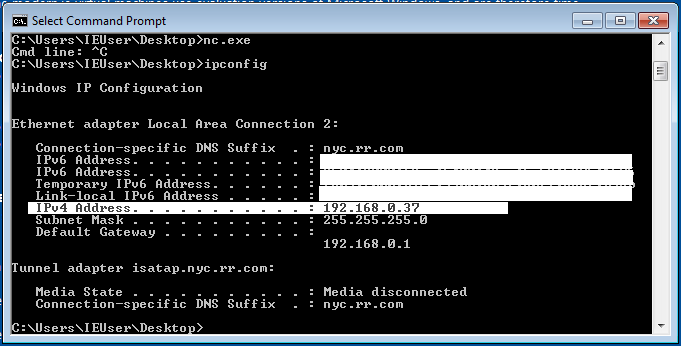 Select Command Prompt
C:\Users\IEUser\Desktop>nc.exe
Cmd line: ^C
C:\Users\IEUser\Desktop>ipconfig
Windows IP Configuration
Ethernet adapter Local Area Connection 2:
Connection-specific DNS Suffix  . : nyc.rr.com
IPv6 Address. . . . . . . . . . . :
IPv6 Address. . . . . . . . . . . :
Temporary IPv6 Address. . . . . . :
Link-local IPv6 Address . . . . . :
IPv4 Address. . . . . . . . . . . : 192.168.0.37
Subnet Mask . . . . . . . . . . . : 255.255.255.0
Default Gateway . . . . . . . . . :
192.168.0.1
Tunnel adapter isatap.nyc.rr.com:
Media State . . . . . . . . . . . : Media disconnected
Connection-specific DNS Suffix  . : nyc.rr.com
C:\Users\IEUser\Desktop>